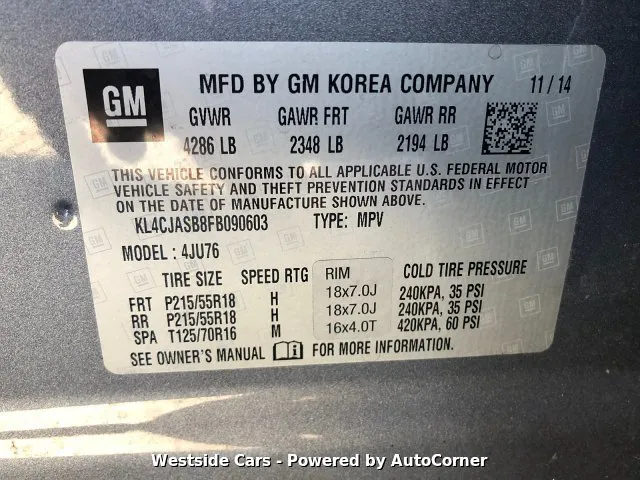 GM MFD BY GM KOREA COMPANY 11/14
GVWR GAWR FRT GAWR RR
4286 LB 2348 LB 2194 LB
THIS VEHICLE CONFORMS TO ALL APPLICABLE U.S. FEDERAL MOTOR
VEHICLE SAFETY AND THEFT PREVENTION STANDARDS IN EFFECT
ON THE DATE OF MANUFACTURE SHOWN ABOVE.
KL4CJASB8FB090603 TYPE: MPV
MODEL : 4JU76
TIRE SIZE SPEED RTG RIM COLD TIRE PRESSURE
FRT P215/55R18 H 18x7.0J 240KPA, 35 PSI
RR P215/55R18 H 18x7.0J 240KPA, 35 PSI
SPA T125/70R16 M 16x4.0T 420KPA, 60 PSI
SEE OWNER'S MANUAL FOR MORE INFORMATION.
Westside Cars - Powered by AutoCorner